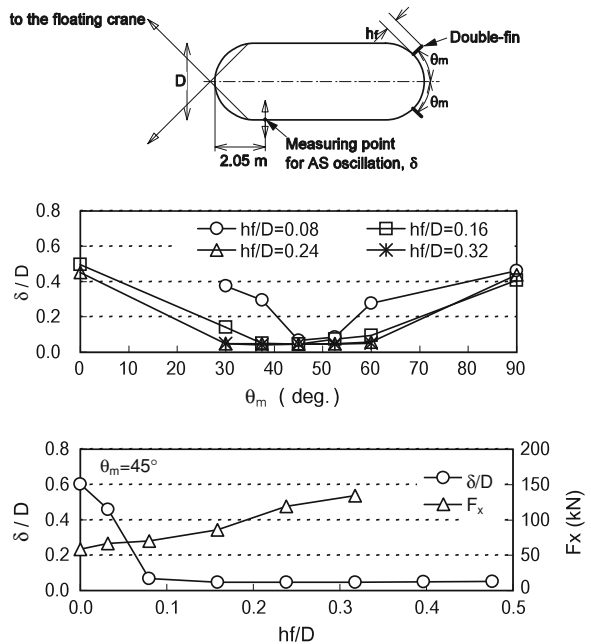 to the floating crane
hf
Double-fin
θm
D
θm
2.05 m
Measuring point
for AS oscillation, δ
0.8
hf/D=0.08
hf/D=0.16
0.6
hf/D=0.24
hf/D=0.32
δ / D
0.4
0.2
0.0
0 10 20 30 40 50 60 70 80 90
θm ( deg.)
0.8
200
θm=45°
δ/D
0.6
150
Fx
δ / D
0.4
100
Fx (kN)
0.2
50
0.0
0
0.0 0.1 0.2 0.3 0.4 0.5
hf/D